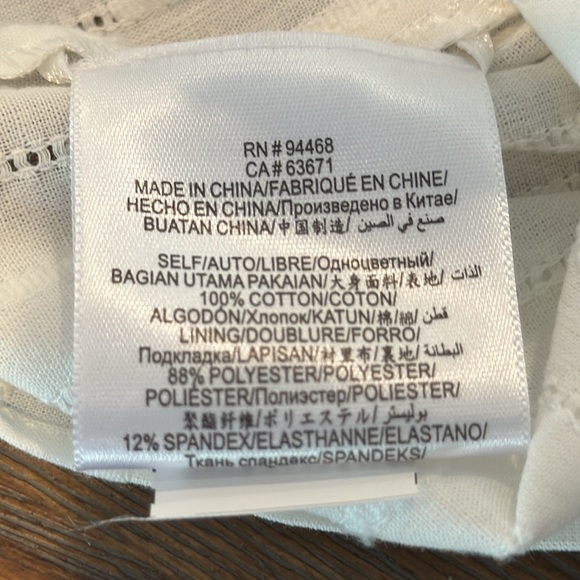 RN # 94468
CA # 63671
MADE IN CHINA/FABRIQUÉ EN CHINE/
HECHO EN CHINA/Произведено в Китае/
BUATAN CHINA/中国制造/ صنع في الصين
SELF/AUTO/LIBRE/Одноцветный/
BAGIAN UTAMA PAKAIAN/大身面料/表地/ الذات
100% COTTON/COTON/
ALGODÓN/Хлопок/KATUN/棉/綿/ قطن
LINING/DOUBLURE/FORRO/
Подкладка/LAPISAN/衬里布/裏地/ البطانة
88% POLYESTER/POLYESTER/
POLIÉSTER/Полиэстер/POLIESTER/
聚酯纤维/ポリエステル/ بوليستر
12% SPANDEX/ELASTHANNE/ELASTANO/
Ткань спандекс/SPANDEKS/